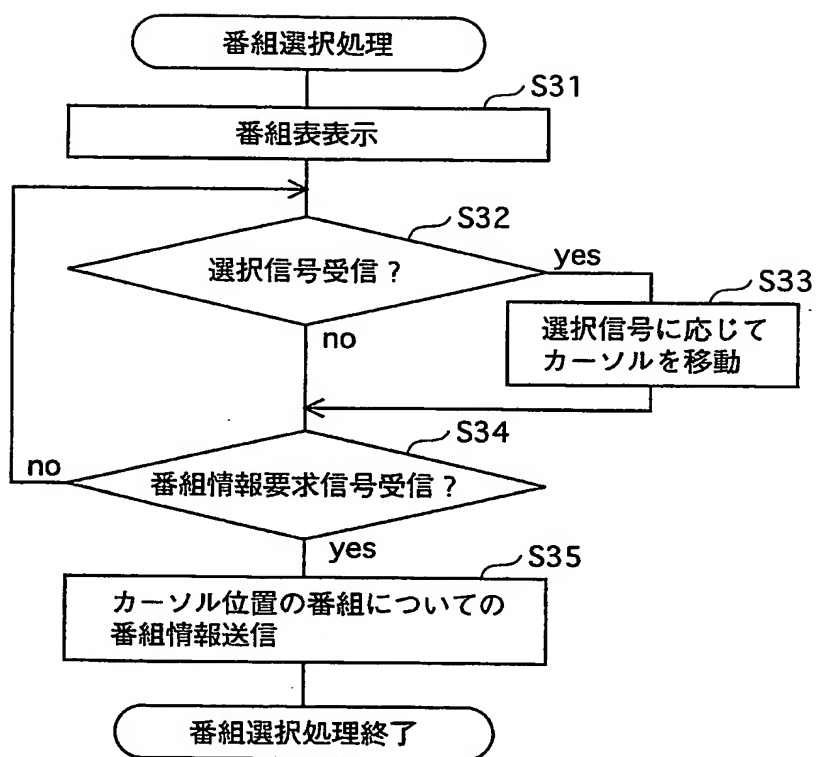 番組選択処理
S31
番組表表示
S32
選択信号受信？
yes
S33
選択信号に応じて
カーソルを移動
no
S34
no
番組情報要求信号受信？
yes
S35
カーソル位置の番組についての
番組情報送信
番組選択処理終了